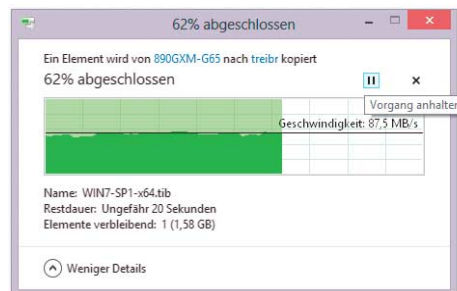 62% abgeschlossen
Ein Element wird von 890GXM-G65 nach treibr kopiert
62% abgeschlossen
Vorgang anhalten
Geschwindigkeit: 87,5 MB/s
Name: WIN7-SP1-x64.tib
Restdauer: Ungefähr 20 Sekunden
Elemente verbleibend: 1 (1,58 GB)
Weniger Details